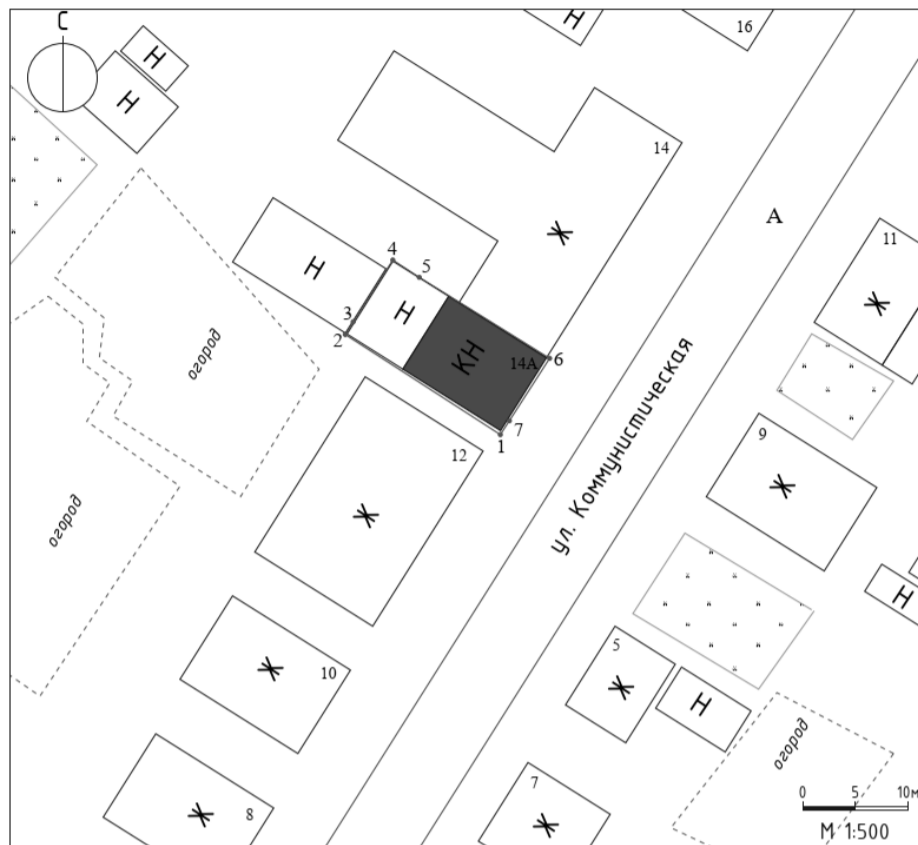 С
Н
16
Н
Н
14
Ж
А
11
Ж
4
5
Н
Н
3
2
КН
14А
6
7
1
огород
ул. Коммунистическая
12
Ж
9
Ж
огород
Н
5
Ж
Н
10
Ж
огород
7
Ж
8
Ж
0 5 10м
М 1:500